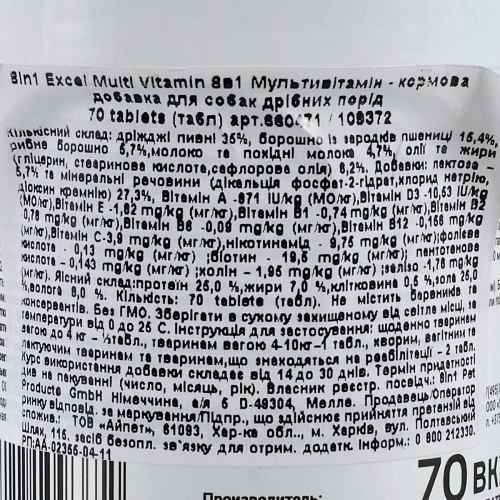 8in1 Excel Multi Vitamin 8в1 Мультивітамін - кормова
добавка для собак дрібних порід
70 tablets (табл) арт.660471 / 109372
Кількісний склад: дріжджі пивні 35%, борошно із зародків пшениці 15,4%,
рибне борошно 5,7%,молоко та похідні молока 4,7%, олії та жири
(гліцерин, стеаринова кислота,сафлорова олія) 6,2%. Добавки: лактоза -
5,7% та мінеральні речовини (дікальція фосфат-2-гідрат,хлорид натрію,
діоксин кремнію) 27,3%, Вітамін А -871 IU/kg (МО/кг),Вітамін D3 -10,53 IU/kg
(МО/кг),Вітамін Е -1,82 mg/kg (мг/кг),Вітамін В1 -0,74 mg/kg (мг/кг),Вітамін В2
-0,78 mg/kg (мг/кг),Вітамін В6 -0,09 mg/kg (мг/кг),Вітамін В12 -0,156 mg/kg
(мг/кг),Вітамін С-3,9 mg/kg (мг/кг),нікотинамід - 9,75 mg/kg (мг/кг);фолієва
кислота - 0,13 mg/kg (мг/кг) ;біотин - 19,5 mg/kg (мг/кг); пантотенова
кислота -0,143 mg/kg (мг/кг) ;холін - 1,95 mg/kg (мг/кг) ;залізо -1,76 mg/kg
(мг/кг). Ясний склад:протеїн 25,0 %,жири 7,0 %,клітковина 0,5 %,зола 25,0
%,волога 6,0 %. Кількість: 70 tablets (табл). Не містить барвників та
консервантів. Без ГМО. Зберігати в сухому захищеному від світла місці, за
температури від 0 до 25 С. Інструкція для застосування: щоденно тваринам
вагою до 4 кг - ½табл., тваринам вагою 4-10кг-1 табл., хворим, вагітним та
лактуючим тваринам та тваринам,що знаходяться на реабілітації - 2 табл.
Курс використання добавки складає від 14 до 30 днів. Термін придатності
див на пакуванні (число, місяць, рік). Власник реєстр. посвідч.: 8in1 Pet
Products GmbH Німеччина, а/я 5 D-49304, Мелле. Продавець/Оператор
ринку відповід. за маркування/Підпр., що здійснює прийняття претензій від
спожив.: ТОВ «Айпет», 61093, Хар-ка обл., м. Харків, вул. Полтавський
Шлях, 115. засіб безопл. зв`язку для отрим. додатк. інформ.: 0 800 212330.
РП:АА-02355-04-11
70 ВИ
Производитель: